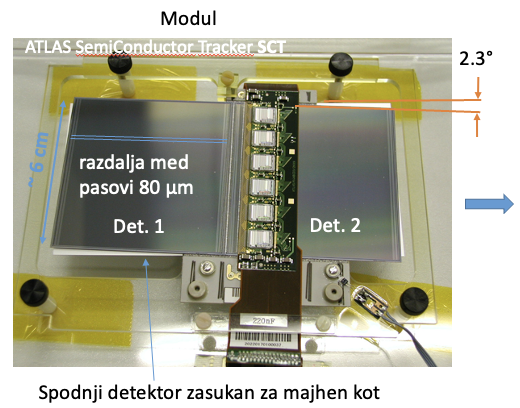 Modul
ATLAS SemiConductor Tracker SCT
2.3°
~ 6 cm
razdalja med
pasovi 80 µm
Det. 1
Det. 2
220nF
Spodnji detektor zasukan za majhen kot